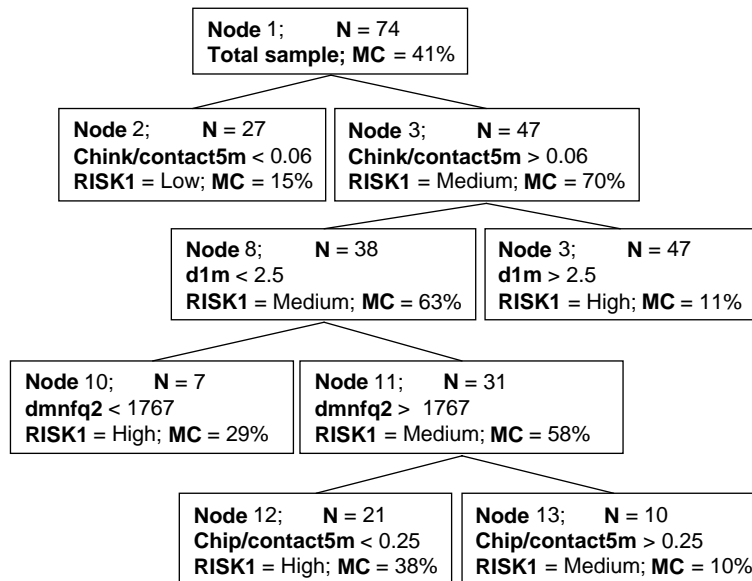 Node 1; N = 74
Total sample; MC = 41%
Node 2; N = 27
Chink/contact5m < 0.06
RISK1 = Low; MC = 15%
Node 3; N = 47
Chink/contact5m > 0.06
RISK1 = Medium; MC = 70%
Node 8; N = 38
d1m < 2.5
RISK1 = Medium; MC = 63%
Node 3; N = 47
d1m > 2.5
RISK1 = High; MC = 11%
Node 10; N = 7
dmnfq2 < 1767
RISK1 = High; MC = 29%
Node 11; N = 31
dmnfq2 > 1767
RISK1 = Medium; MC = 58%
Node 12; N = 21
Chip/contact5m < 0.25
RISK1 = High; MC = 38%
Node 13; N = 10
Chip/contact5m > 0.25
RISK1 = Medium; MC = 10%